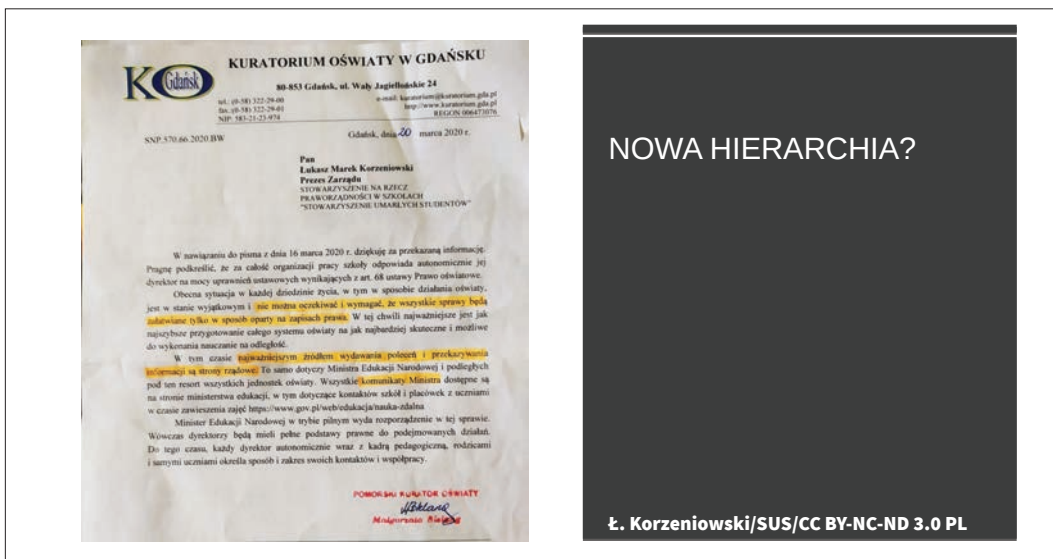 KURATORIUM OŚWIATY W GDAŃSKU
KO Gdańsk
80-853 Gdańsk, ul. Wały Jagiellońskie 24
tel.: (0-58) 322-29-00
e-mail: kuratorium@kuratorium.gda.pl
fax.:(0-58) 322-29-01
http://www.kuratorium.gda.pl
NIP: 583-21-23-974
REGON 006473076
SNP.570.66.2020.BW
Gdańsk, dnia 20 marca 2020 r.
Pan
Łukasz Marek Korzeniowski
Prezes Zarządu
STOWARZYSZENIE NA RZECZ
PRAWORZĄDNOŚCI W SZKOŁACH
"STOWARZYSZENIE UMARŁYCH STUDENTÓW"
W nawiązaniu do pisma z dnia 16 marca 2020 r. dziękuję za przekazaną informację.
Pragnę podkreślić, że za całość organizacji pracy szkoły odpowiada autonomicznie jej
dyrektor na mocy uprawnień ustawowych wynikających z art. 68 ustawy Prawo oświatowe.
Obecna sytuacja w każdej dziedzinie życia, w tym w sposobie działania oświaty,
jest w stanie wyjątkowym i nie można oczekiwać i wymagać, że wszystkie sprawy będą
załatwiane tylko w sposób oparty na zapisach prawa. W tej chwili najważniejsze jest jak
najszybsze przygotowanie całego systemu oświaty na jak najbardziej skuteczne i możliwe
do wykonania nauczanie na odległość.
W tym czasie najważniejszym źródłem wydawania poleceń i przekazywania
informacji są strony rządowe. To samo dotyczy Ministra Edukacji Narodowej i podległych
pod ten resort wszystkich jednostek oświaty. Wszystkie komunikaty Ministra dostępne są
na stronie ministerstwa edukacji, w tym dotyczące kontaktów szkół i placówek z uczniami
w czasie zawieszenia zajęć https://www.gov.pl/web/edukacja/nauka-zdalna
Minister Edukacji Narodowej w trybie pilnym wyda rozporządzenie w tej sprawie.
Wówczas dyrektorzy będą mieli pełne podstawy prawne do podejmowanych działań.
Do tego czasu, każdy dyrektor autonomicznie wraz z kadrą pedagogiczną, rodzicami
i samymi uczniami określa sposób i zakres swoich kontaktów i współpracy.
POMORSKI KURATOR OŚWIATY
Małgorzata Bielang
NOWA HIERARCHIA?
Ł. Korzeniowski/SUS/CC BY-NC-ND 3.0 PL